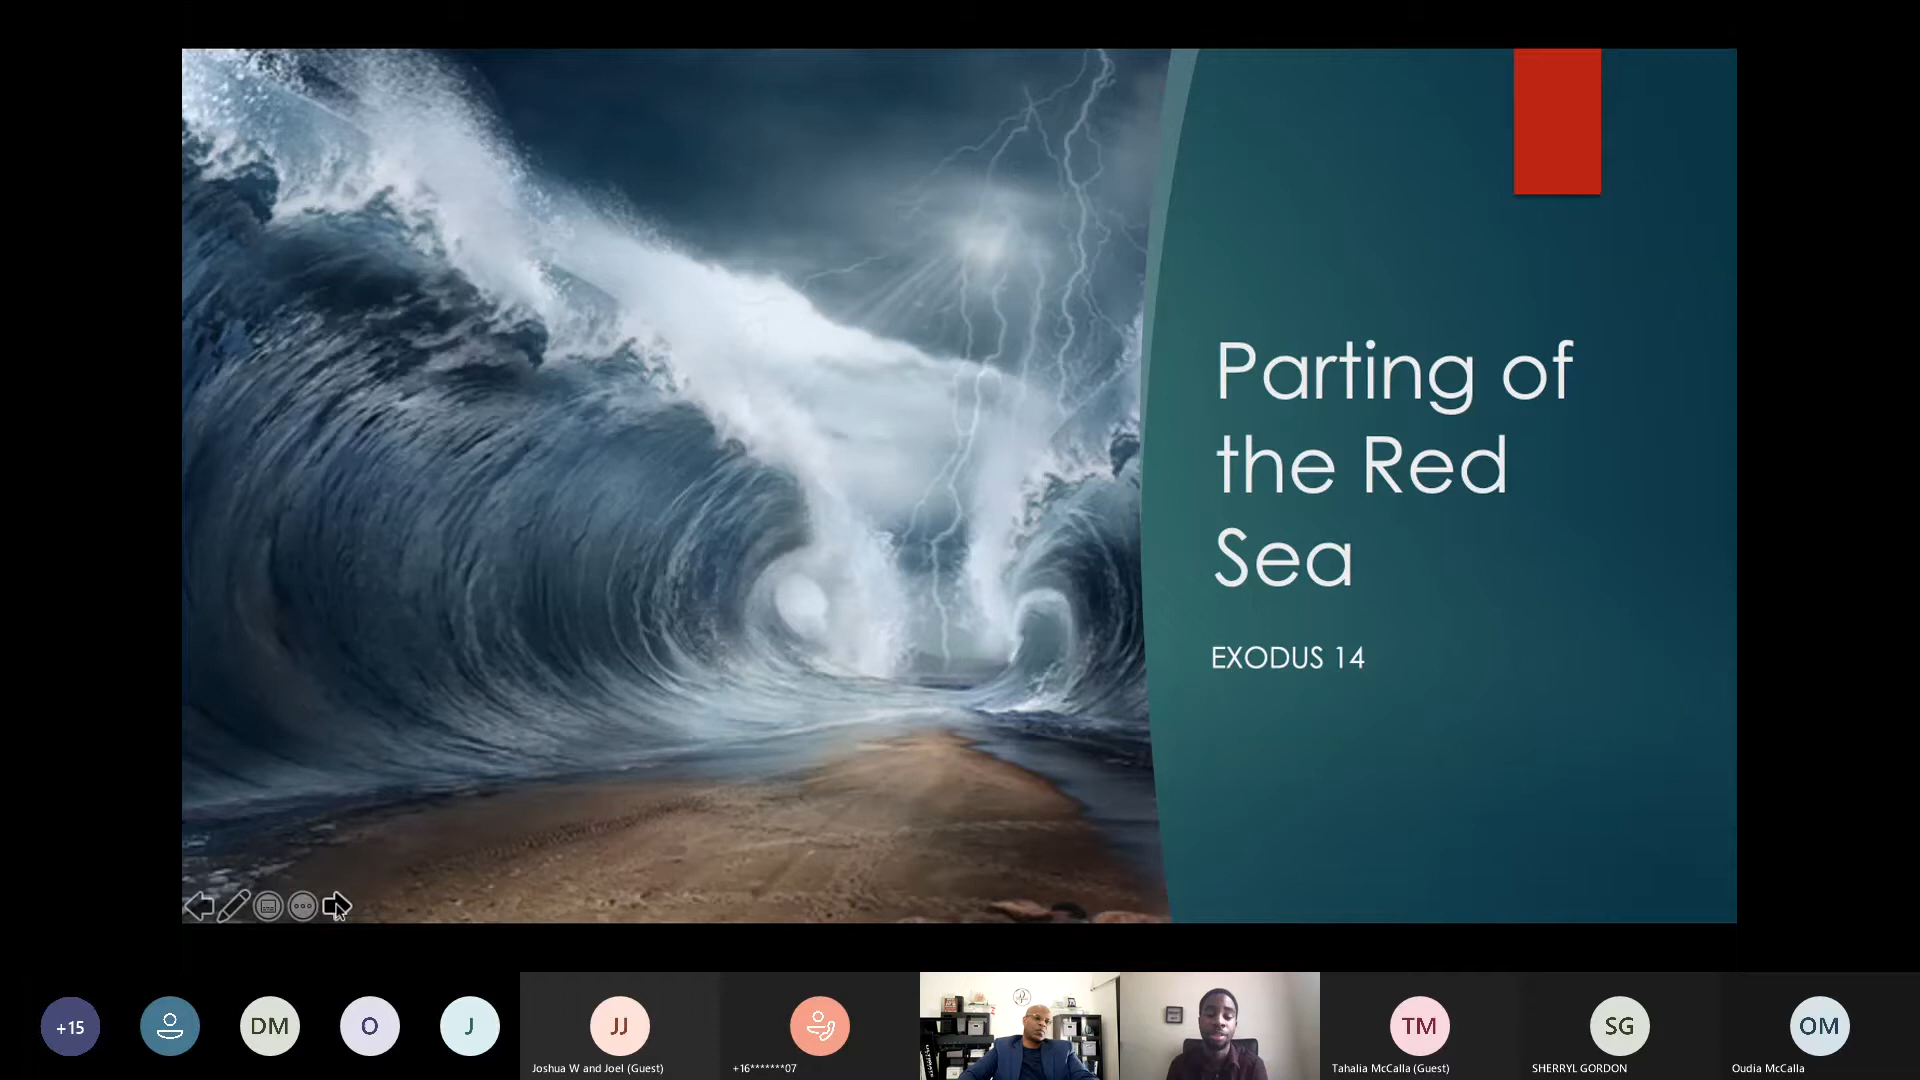 Parting of
the Red
Sea
EXODUS 14
+15
DM
O
J
JJ
Joshua W and Joel (Guest)
+16*******07
TM
Tahalia McCalla (Guest)
SG
SHERRYL GORDON
OM
Oudia McCalla